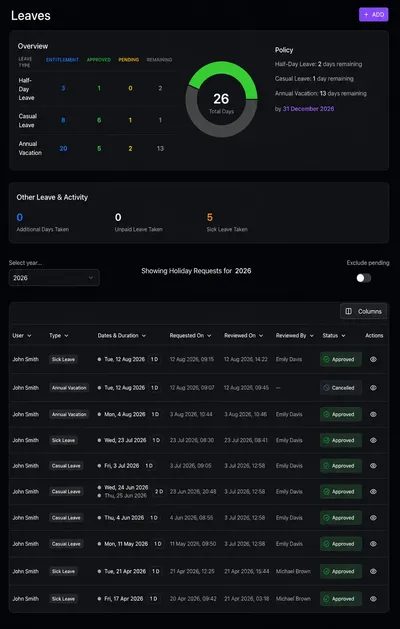 Leaves
+ ADD
Overview
LEAVE TYPE ENTITLEMENT APPROVED PENDING REMAINING
Half-Day Leave 3 1 0 2
Casual Leave 8 6 1 1
Annual Vacation 20 5 2 13
26
Total Days
Policy
Half-Day Leave: 2 days remaining
Casual Leave: 1 day remaining
Annual Vacation: 13 days remaining
by 31 December 2026
Other Leave & Activity
0 0 5
Additional Days Taken Unpaid Leave Taken Sick Leave Taken
Select year...
2026
Showing Holiday Requests for 2026
Exclude pending
Columns
User Type Dates & Duration Requested On Reviewed On Reviewed By Status Actions
John Smith Sick Leave Tue, 12 Aug 2026 1 D 12 Aug 2026, 09:15 12 Aug 2026, 14:22 Emily Davis Approved
John Smith Annual Vacation Tue, 12 Aug 2026 1 D 12 Aug 2026, 09:07 12 Aug 2026, 09:45 — Cancelled
John Smith Annual Vacation Mon, 4 Aug 2026 1 D 3 Aug 2026, 10:44 3 Aug 2026, 10:46 Emily Davis Approved
John Smith Sick Leave Wed, 23 Jul 2026 1 D 23 Jul 2026, 08:30 23 Jul 2026, 08:41 Emily Davis Approved
John Smith Casual Leave Fri, 3 Jul 2026 1 D 3 Jul 2026, 09:05 3 Jul 2026, 12:58 Emily Davis Approved
John Smith Casual Leave Wed, 24 Jun 2026 Thu, 25 Jun 2026 2 D 23 Jun 2026, 20:48 3 Jul 2026, 12:58 Emily Davis Approved
John Smith Casual Leave Thu, 4 Jun 2026 1 D 4 Jun 2026, 08:55 3 Jul 2026, 12:58 Emily Davis Approved
John Smith Casual Leave Mon, 11 May 2026 1 D 11 May 2026, 09:50 3 Jul 2026, 12:58 Emily Davis Approved
John Smith Sick Leave Tue, 21 Apr 2026 1 D 21 Apr 2026, 12:25 21 Apr 2026, 15:44 Michael Brown Approved
John Smith Sick Leave Fri, 17 Apr 2026 1 D 20 Apr 2026, 09:42 21 Apr 2026, 03:18 Michael Brown Approved